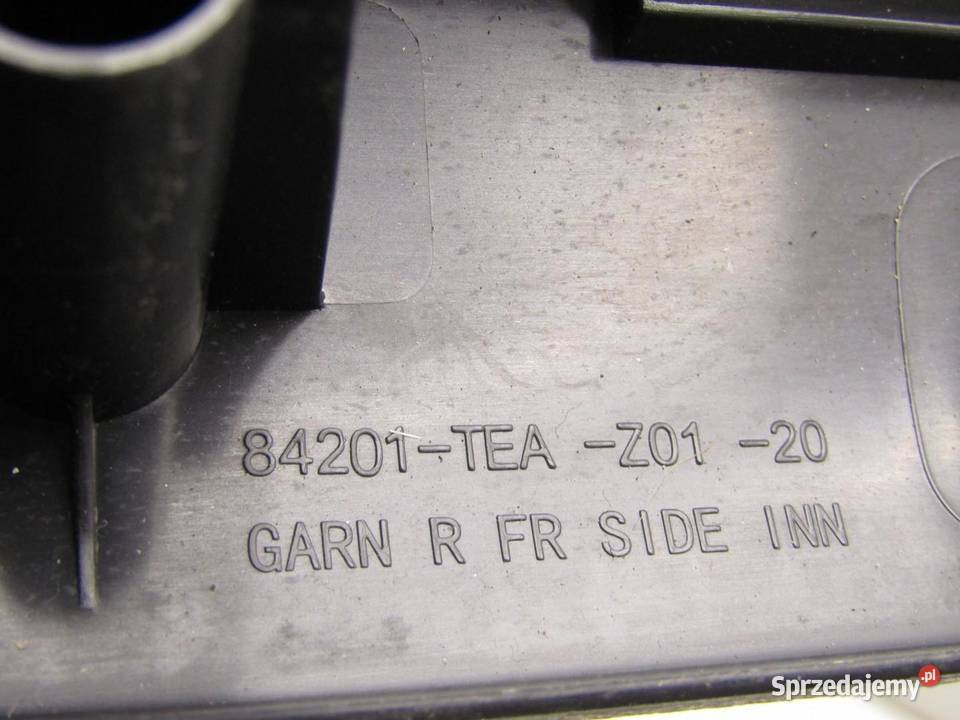 84201-TEA -Z01 -20
GARN R FR SIDE INN
Sprzedajemy.pl